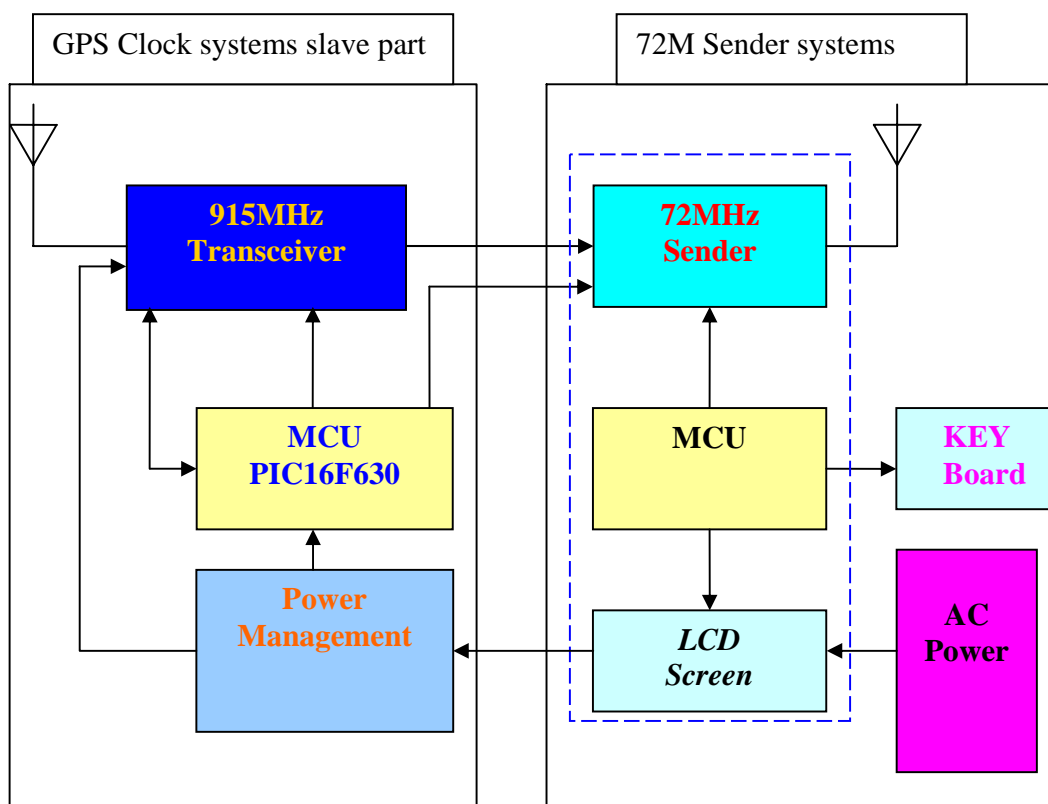 GPS Clock systems slave part
72M Sender systems
915MHz
Transceiver
72MHz
Sender
MCU
PIC16F630
MCU
KEY
Board
Power
Management
LCD
Screen
AC
Power